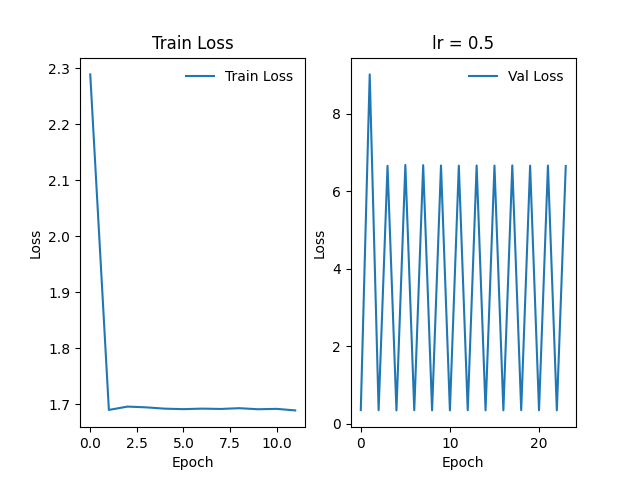 Train Loss
Train Loss
2.3
2.2
2.1
2.0
1.9
1.8
1.7
Loss
0.0 2.5 5.0 7.5 10.0
Epoch
lr = 0.5
Val Loss
8
6
4
2
0
Loss
0 10 20
Epoch